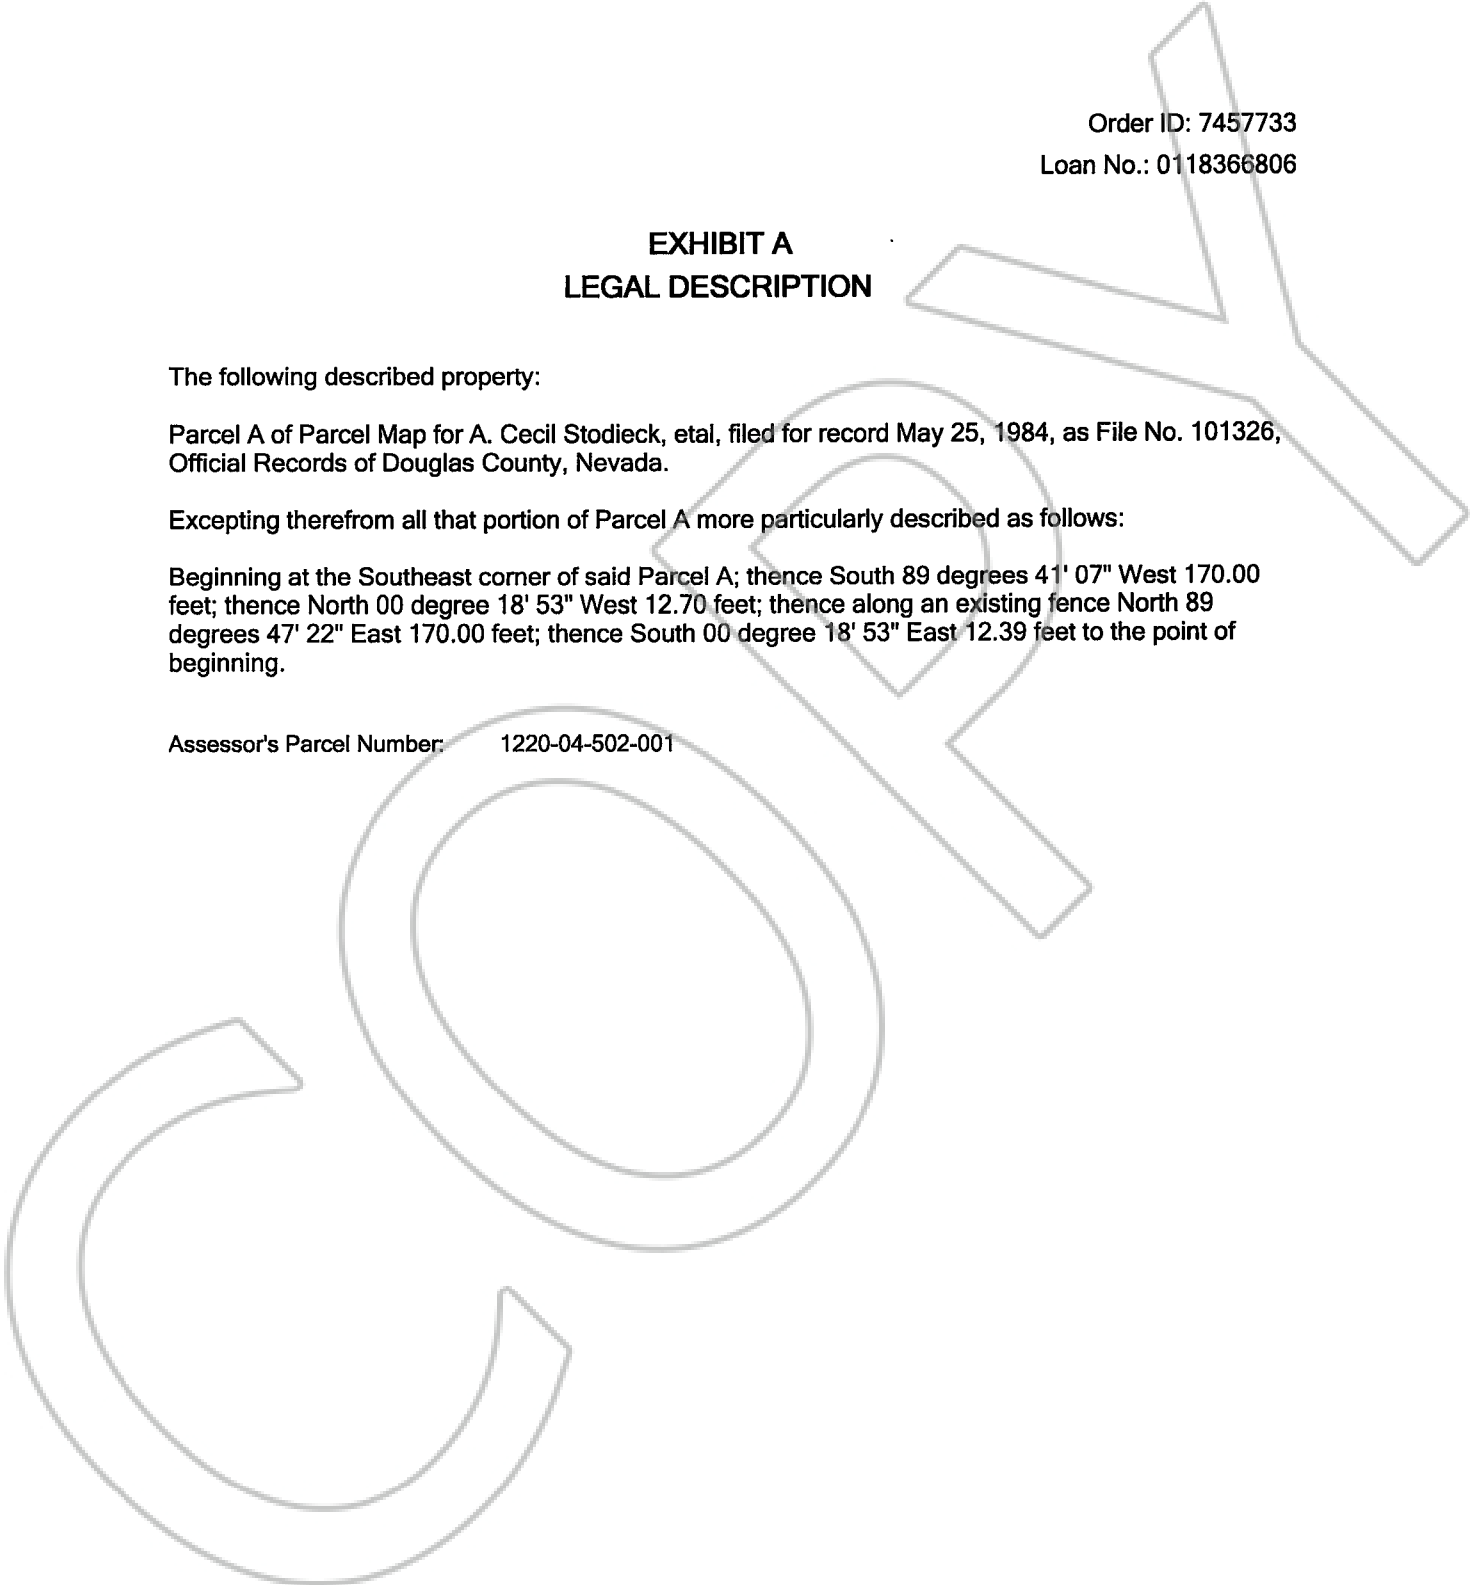 Order ID: 7457733
Loan No.: 0118366806
EXHIBIT A
LEGAL DESCRIPTION
The following described property:
Parcel A of Parcel Map for A. Cecil Stodieck, etal, filed for record May 25, 1984, as File No. 101326,
Official Records of Douglas County, Nevada.
Excepting therefrom all that portion of Parcel A more particularly described as follows:
Beginning at the Southeast corner of said Parcel A; thence South 89 degrees 41' 07" West 170.00
feet; thence North 00 degree 18' 53" West 12.70 feet; thence along an existing fence North 89
degrees 47' 22" East 170.00 feet; thence South 00 degree 18' 53" East 12.39 feet to the point of
beginning.
Assessor's Parcel Number: 1220-04-502-001
COPY